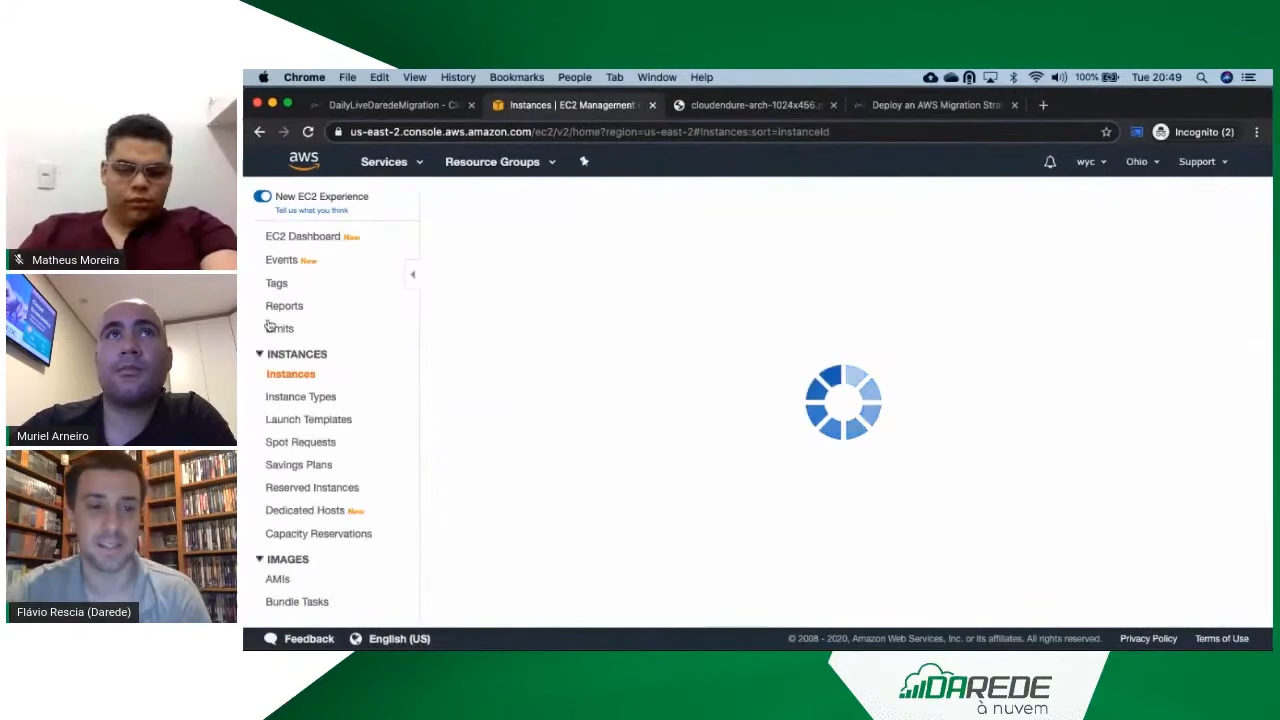 Chrome File Edit View History Bookmarks People Tab Window Help 100% Tue 20:49
DailyLiveDaredeMigration - Cl
Instances | EC2 Management
cloudendure-arch-1024x456.p
Deploy an AWS Migration Stra
us-east-2.console.aws.amazon.com/ec2/v2/home?region=us-east-2#Instances:sort=instanceId
Incognito (2)
aws Services Resource Groups wyc Ohio Support
New EC2 Experience
Tell us what you think
EC2 Dashboard New
Events New
Tags
Reports
Limits
INSTANCES
Instances
Instance Types
Launch Templates
Spot Requests
Savings Plans
Reserved Instances
Dedicated Hosts New
Capacity Reservations
IMAGES
AMIs
Bundle Tasks
Feedback English (US) © 2008 - 2020, Amazon Web Services, Inc. or its affiliates. All rights reserved. Privacy Policy Terms of Use
Matheus Moreira
Muriel Arneiro
Flávio Rescia (Darede)
DAREDE
à nuvem